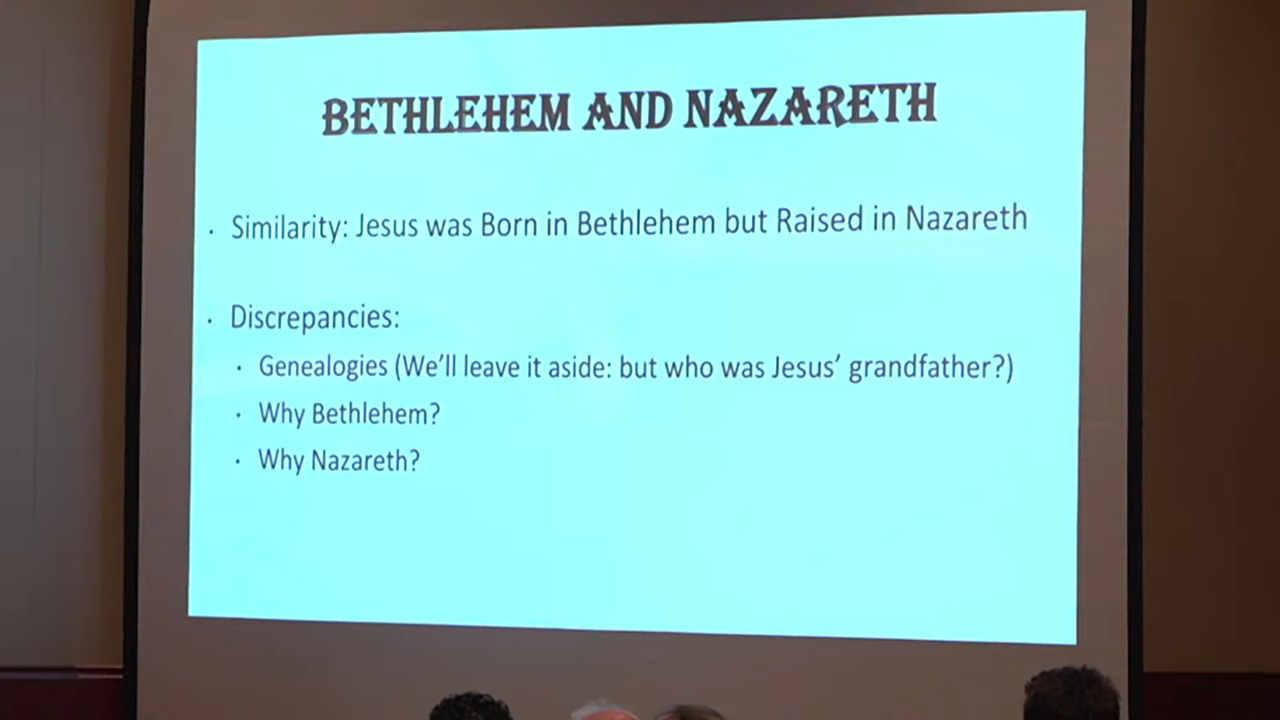 BETHLEHEM AND NAZARETH
· Similarity: Jesus was Born in Bethlehem but Raised in Nazareth
· Discrepancies:
· Genealogies (We'll leave it aside: but who was Jesus' grandfather?)
· Why Bethlehem?
· Why Nazareth?